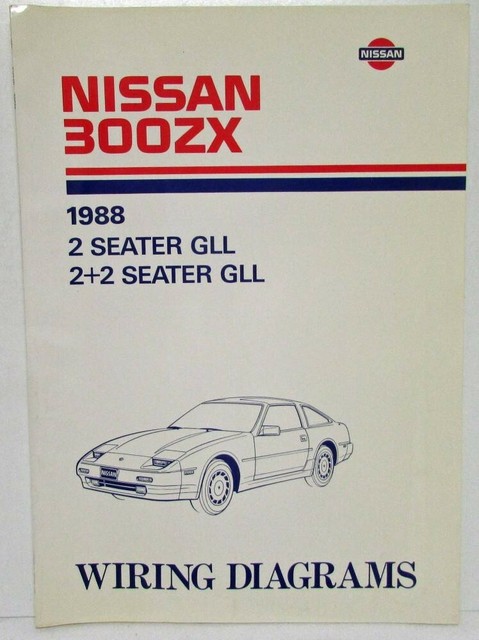 NISSAN
NISSAN
300ZX
1988
2 SEATER GLL
2+2 SEATER GLL
NISSAN
WIRING DIAGRAMS